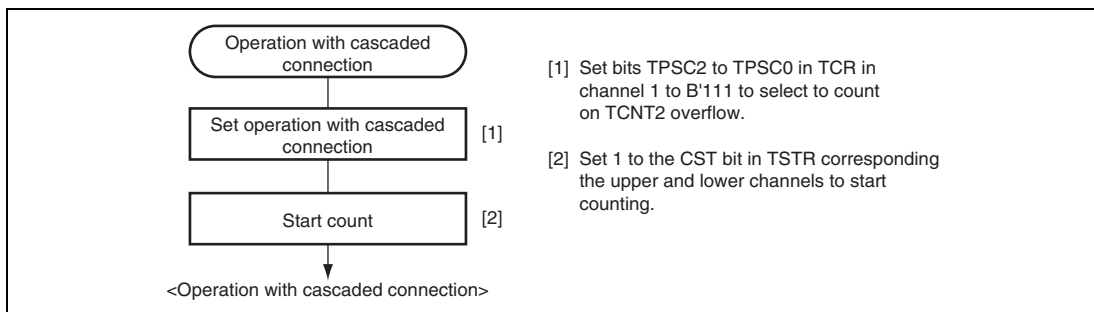 Operation with cascaded
connection
Set operation with cascaded
connection
[1]
Start count
[2]
<Operation with cascaded connection>
[1] Set bits TPSC2 to TPSC0 in TCR in
channel 1 to B'111 to select to count
on TCNT2 overflow.
[2] Set 1 to the CST bit in TSTR corresponding
the upper and lower channels to start
counting.